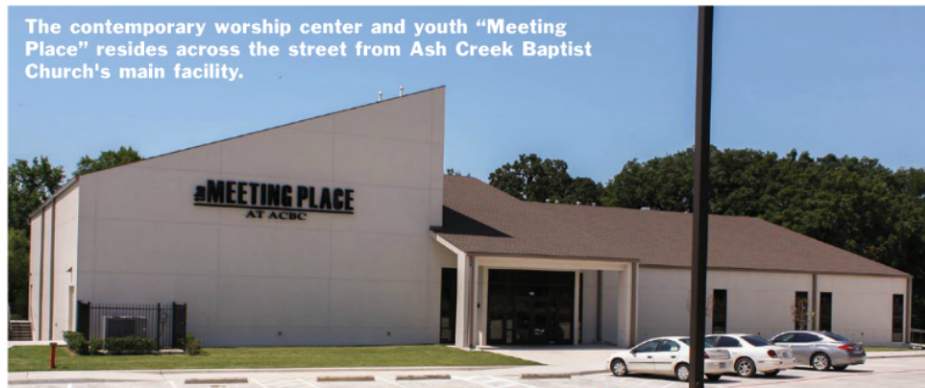 The contemporary worship center and youth “Meeting
Place” resides across the street from Ash Creek Baptist
Church's main facility.
the MEETING PLACE
AT ACBC